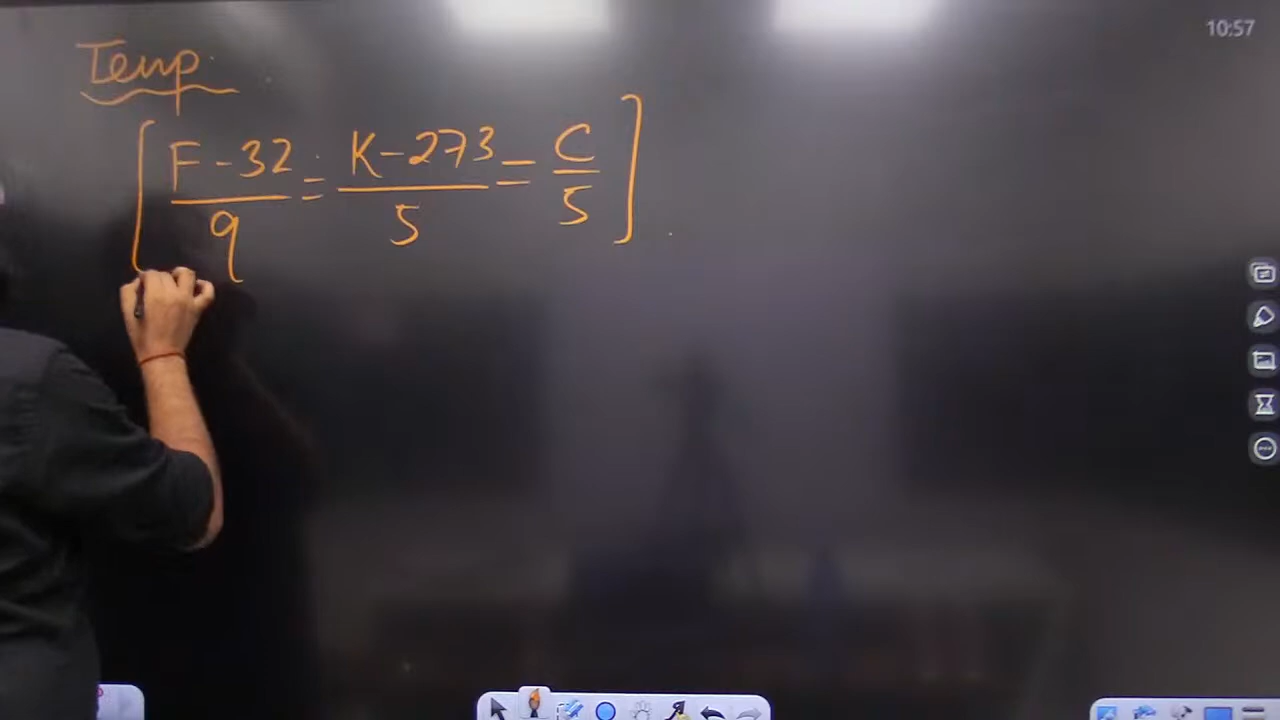 10:57
Temp.
[F-32/9 = K-273/5 = C/5]